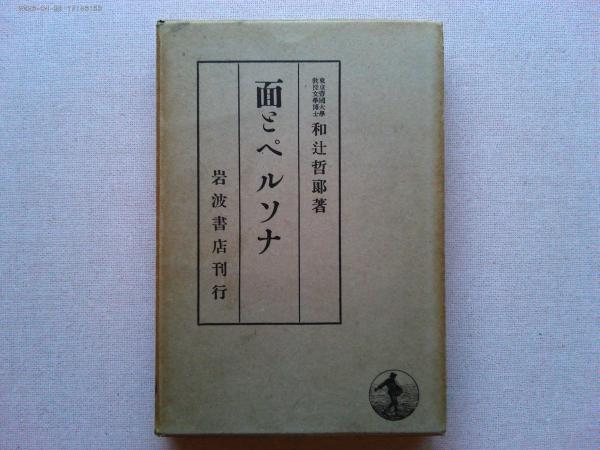 東京帝國大學
教授文學博士
和辻哲郎著
面とペルソナ
岩波書店刊行